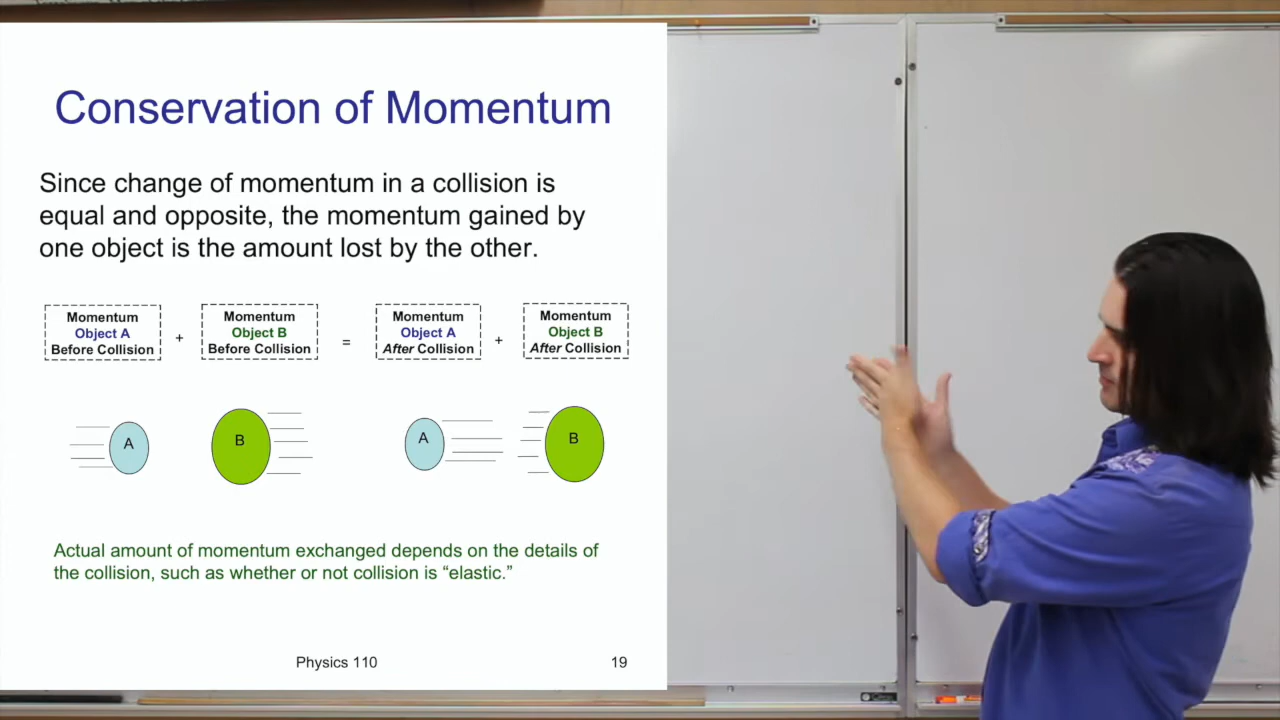 Conservation of Momentum
Since change of momentum in a collision is
equal and opposite, the momentum gained by
one object is the amount lost by the other.
Momentum
Object A
Before Collision
+
Momentum
Object B
Before Collision
=
Momentum
Object A
After Collision
+
Momentum
Object B
After Collision
A
B
A
B
Actual amount of momentum exchanged depends on the details of
the collision, such as whether or not collision is “elastic.”
Physics 110
19